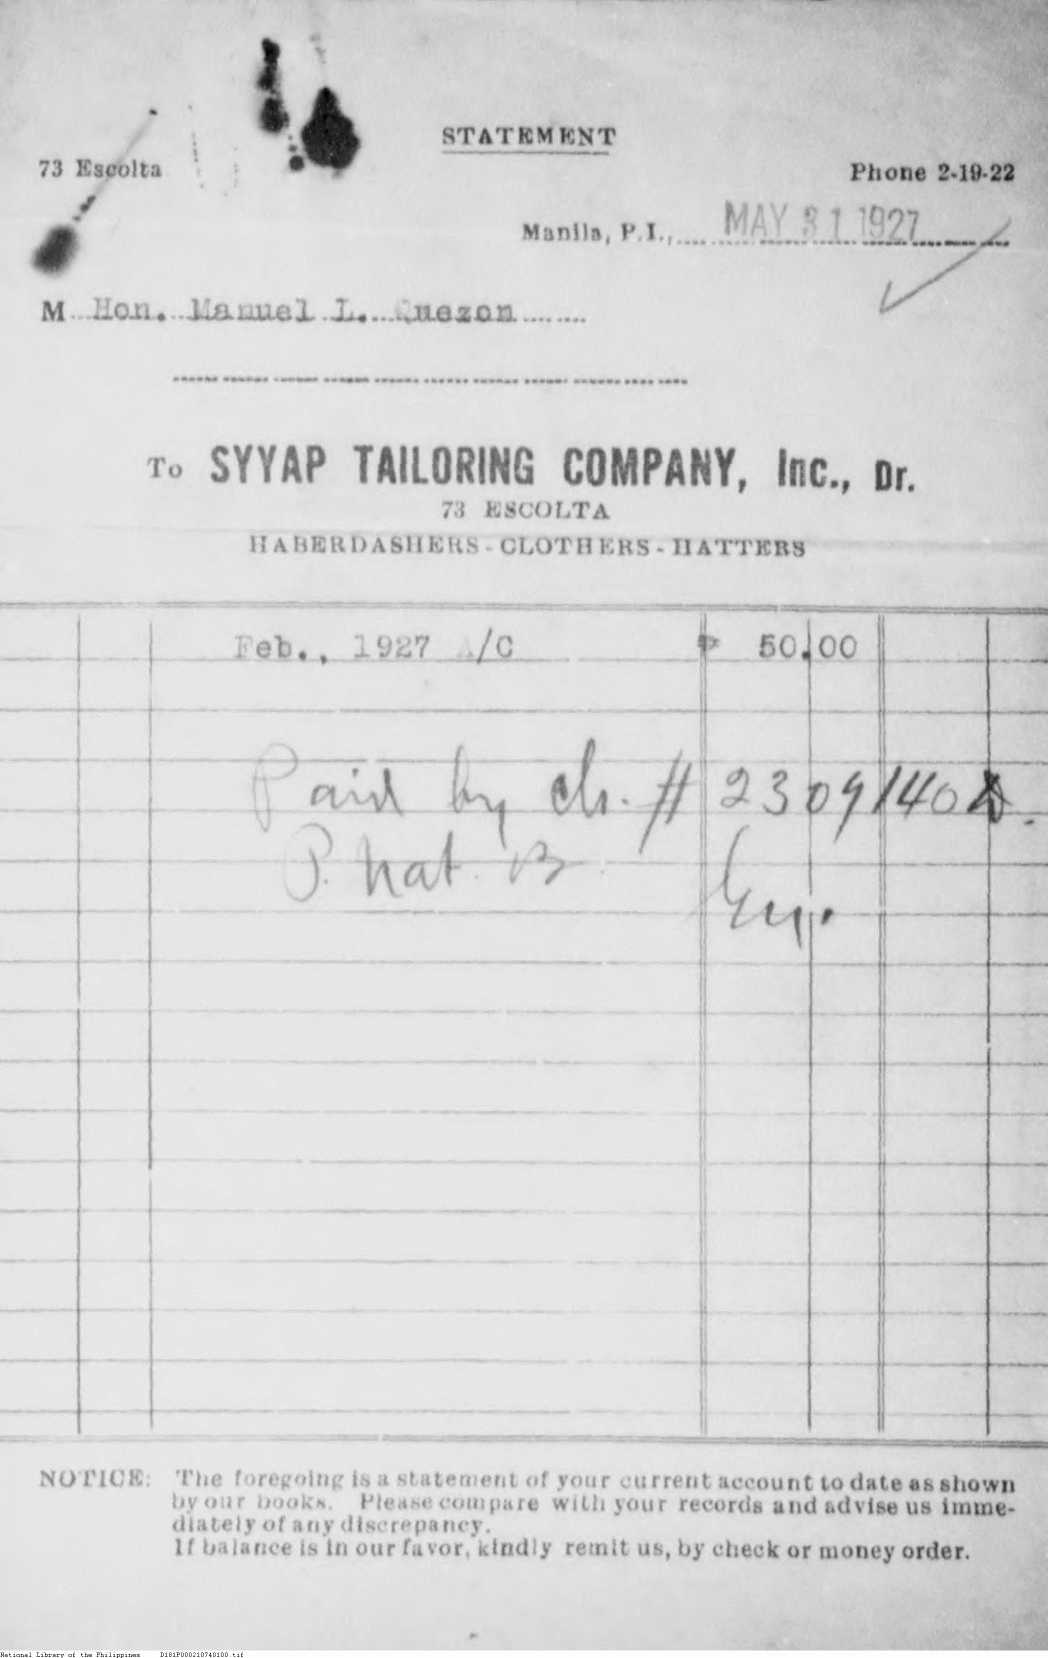 STATEMENT
73 Escolta
Phone 2-19-22
Manila, P.I., MAY 31 1927
M Hon. Manuel L. Quezon
To SYYAP TAILORING COMPANY, Inc., Dr.
73 ESCOLTA
HABERDASHERS - CLOTHERS - HATTERS
Feb., 1927 A/C ₱ 50.00
Paid by ch. # 2309140
P. Nat. B.
NOTICE: The foregoing is a statement of your current account to date as shown
by our books. Please compare with your records and advise us imme-
diately of any discrepancy.
If balance is in our favor, kindly remit us, by check or money order.
National Library of the Philippines D181P000210740100.tif